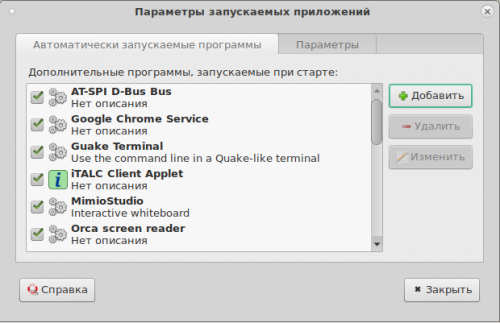 Параметры запускаемых приложений
Автоматически запускаемые программы
Параметры
Дополнительные программы, запускаемые при старте:
AT-SPI D-Bus Bus
Нет описания
Google Chrome Service
Нет описания
Guake Terminal
Use the command line in a Quake-like terminal
iTALC Client Applet
Нет описания
MimioStudio
Interactive whiteboard
Orca screen reader
Нет описания
Добавить
Удалить
Изменить
Справка
Закрыть